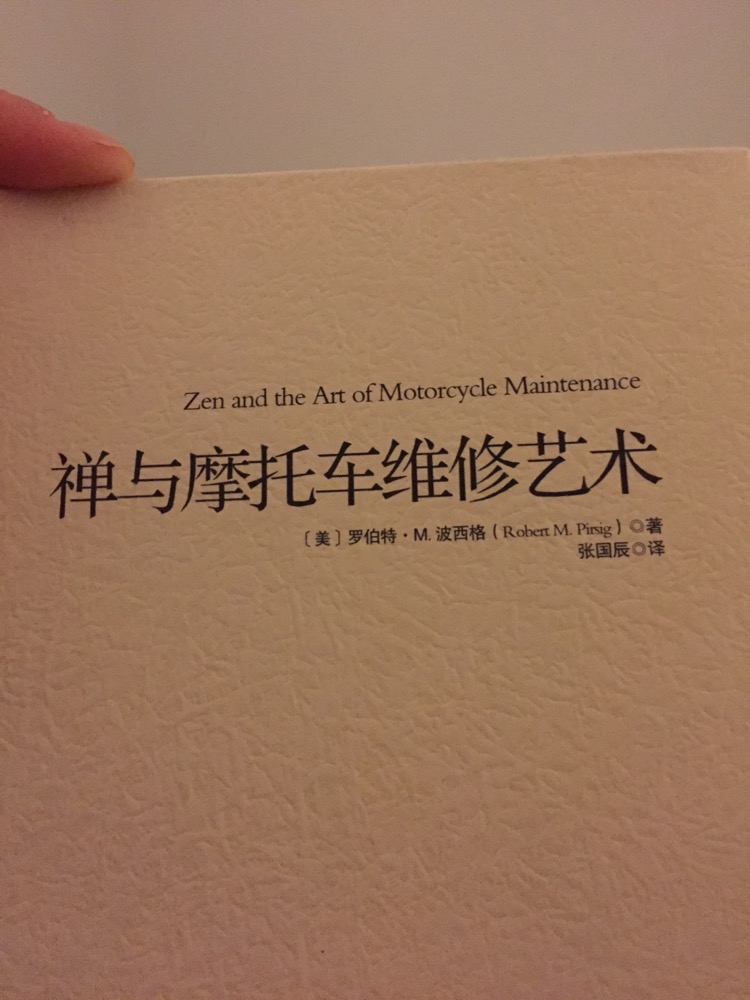 Zen and the Art of Motorcycle Maintenance
禅与摩托车维修艺术
〔美〕罗伯特·M. 波西格（Robert M. Pirsig）◎著
张国辰◎译